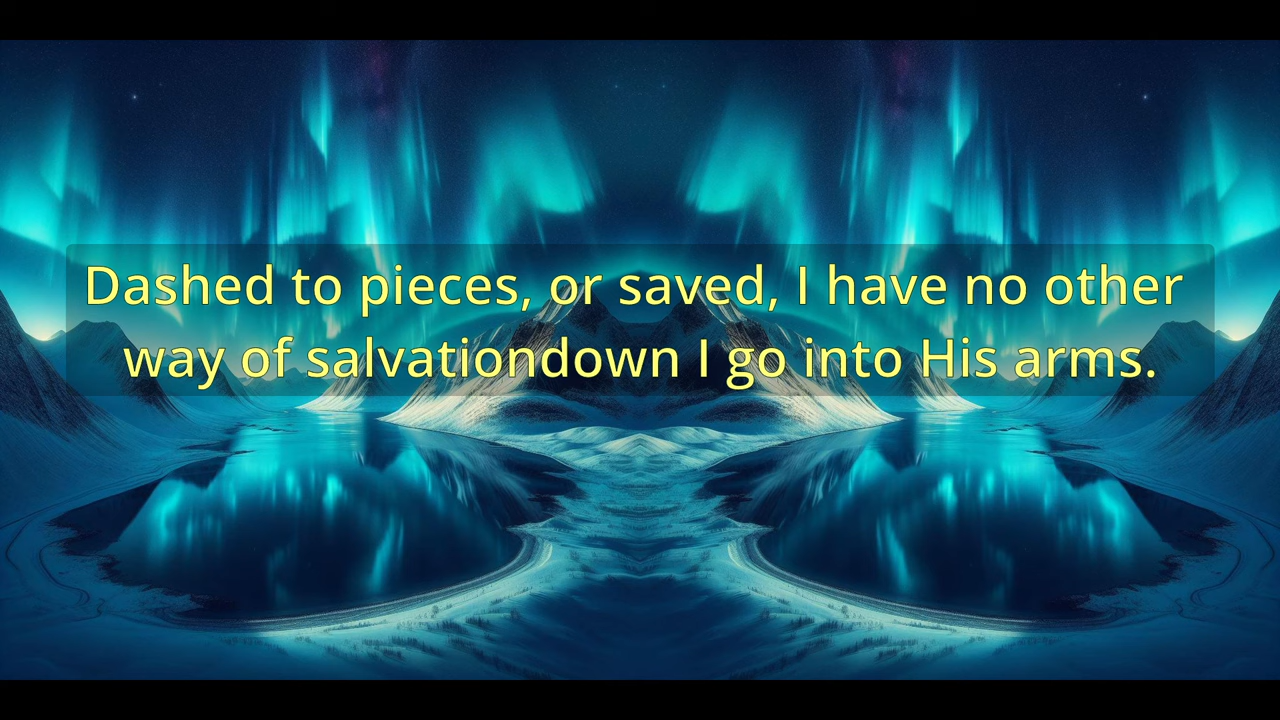 Dashed to pieces, or saved, I have no other
way of salvationdown I go into His arms.